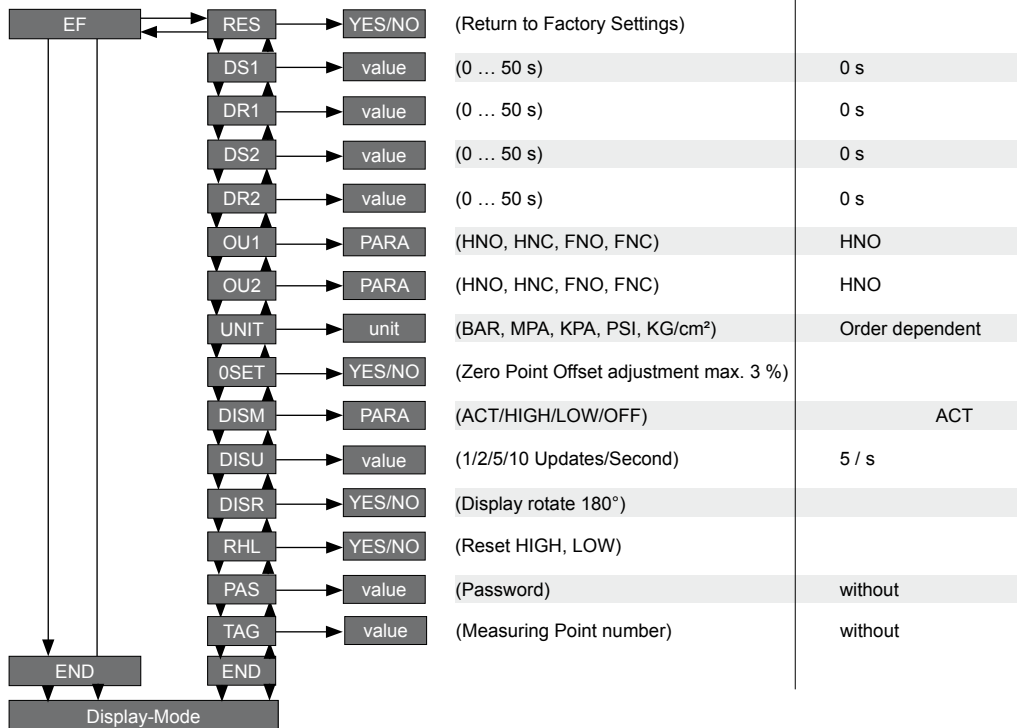 EF RES YES/NO (Return to Factory Settings)
DS1 value (0 … 50 s) 0 s
DR1 value (0 … 50 s) 0 s
DS2 value (0 … 50 s) 0 s
DR2 value (0 … 50 s) 0 s
OU1 PARA (HNO, HNC, FNO, FNC) HNO
OU2 PARA (HNO, HNC, FNO, FNC) HNO
UNIT unit (BAR, MPA, KPA, PSI, KG/cm²) Order dependent
0SET YES/NO (Zero Point Offset adjustment max. 3 %)
DISM PARA (ACT/HIGH/LOW/OFF) ACT
DISU value (1/2/5/10 Updates/Second) 5 / s
DISR YES/NO (Display rotate 180°)
RHL YES/NO (Reset HIGH, LOW)
PAS value (Password) without
TAG value (Measuring Point number) without
END END
Display-Mode